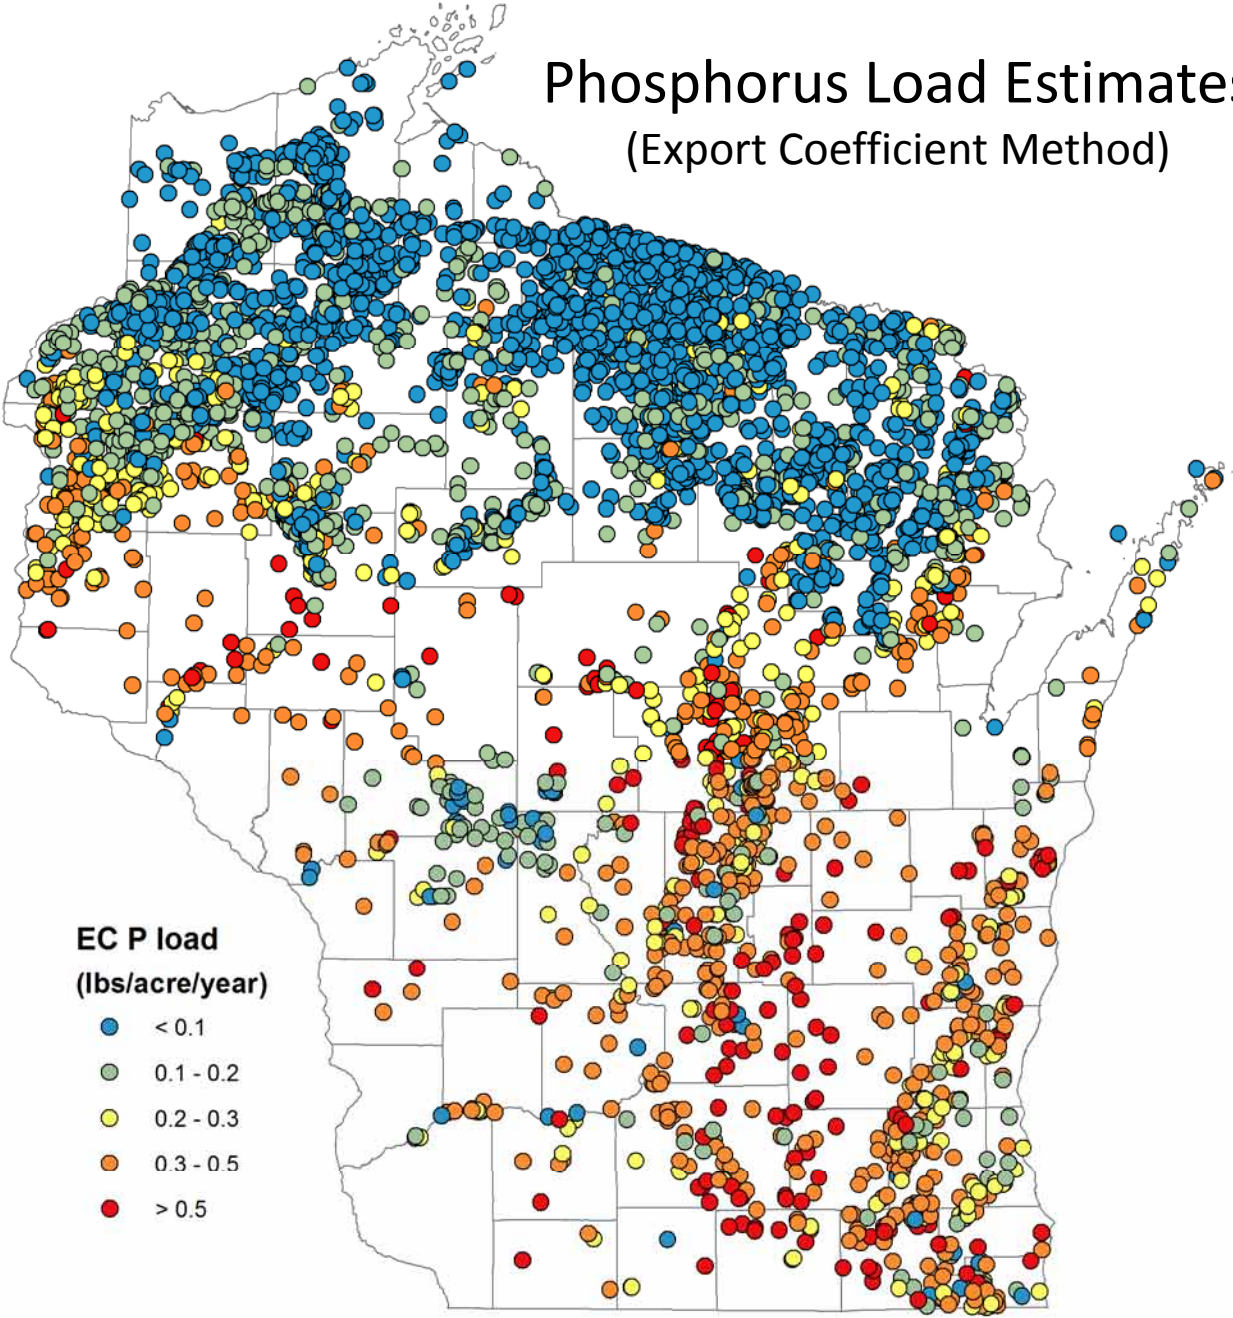 Phosphorus Load Estimates
(Export Coefficient Method)
EC P load
(lbs/acre/year)
< 0.1
0.1 - 0.2
0.2 - 0.3
0.3 - 0.5
> 0.5